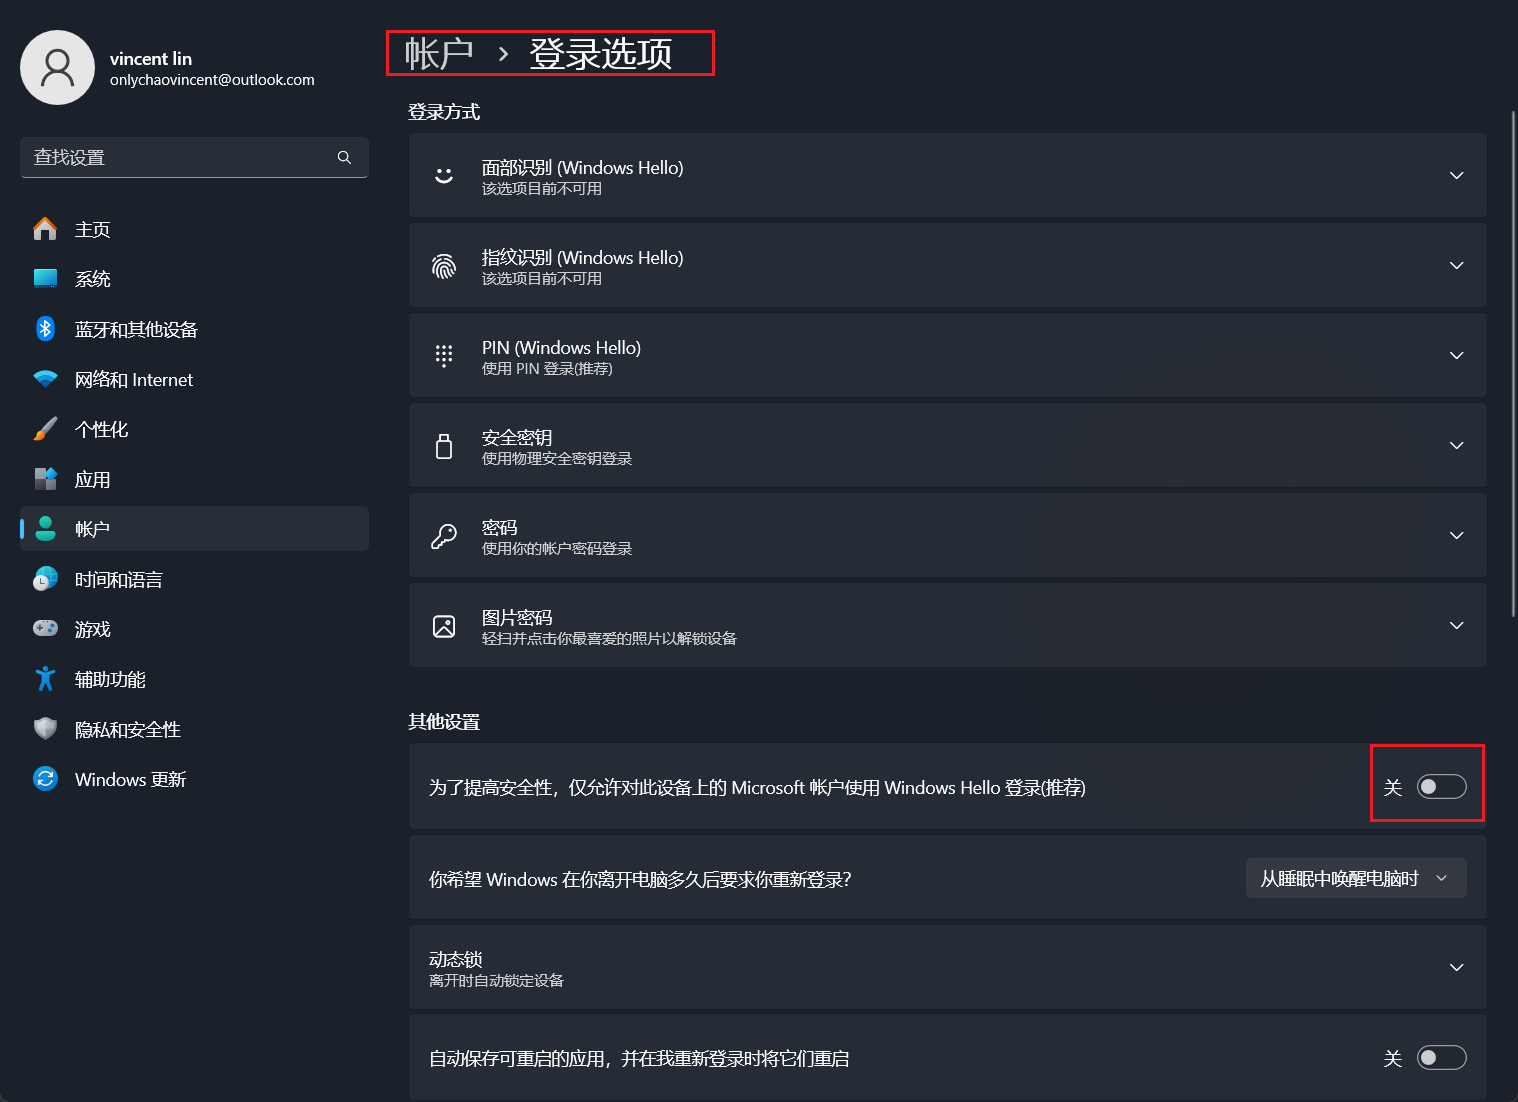 vincent lin
onlychaovincent@outlook.com
查找设置
主页
系统
蓝牙和其他设备
网络和 Internet
个性化
应用
帐户
时间和语言
游戏
辅助功能
隐私和安全性
Windows 更新
帐户 › 登录选项
登录方式
面部识别 (Windows Hello)
该选项目前不可用
指纹识别 (Windows Hello)
该选项目前不可用
PIN (Windows Hello)
使用 PIN 登录(推荐)
安全密钥
使用物理安全密钥登录
密码
使用你的帐户密码登录
图片密码
轻扫并点击你最喜爱的照片以解锁设备
其他设置
为了提高安全性，仅允许对此设备上的 Microsoft 帐户使用 Windows Hello 登录(推荐) 关
你希望 Windows 在你离开电脑多久后要求你重新登录? 从睡眠中唤醒电脑时
动态锁
离开时自动锁定设备
自动保存可重启的应用，并在我重新登录时将它们重启 关